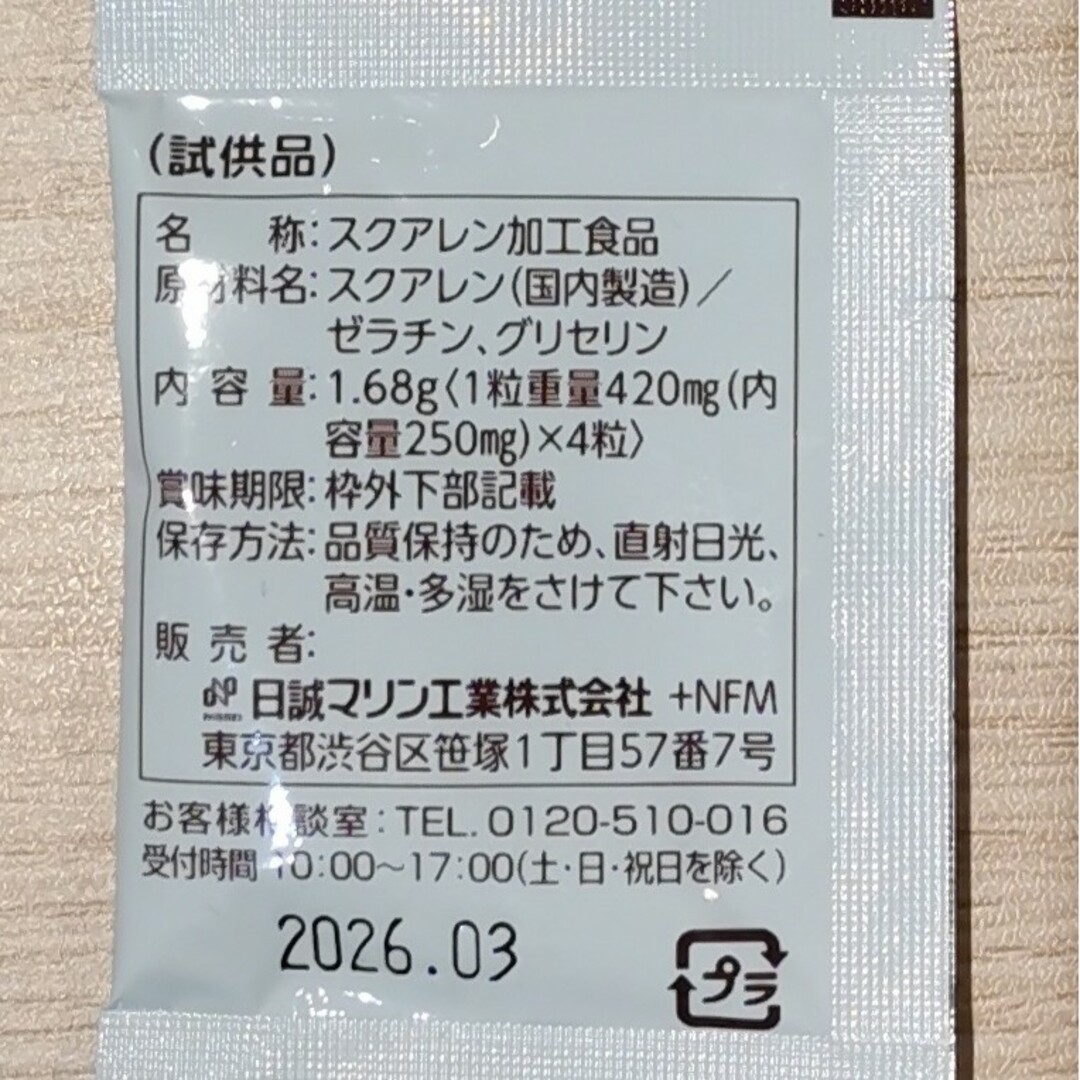 (試供品)
名 称:スクアレン加工食品
原材料名:スクアレン(国内製造)/
ゼラチン、グリセリン
内容量:1.68g〈1粒重量420mg(内
容量250mg)×4粒〉
賞味期限:枠外下部記載
保存方法:品質保持のため、直射日光、
高温・多湿をさけて下さい。
販売者:
NISSEI 日誠マリン工業株式会社 +NFM
東京都渋谷区笹塚1丁目57番7号
お客様相談室:TEL. 0120-510-016
受付時間 10:00~17:00(土・日・祝日を除く)
2026.03
プラ